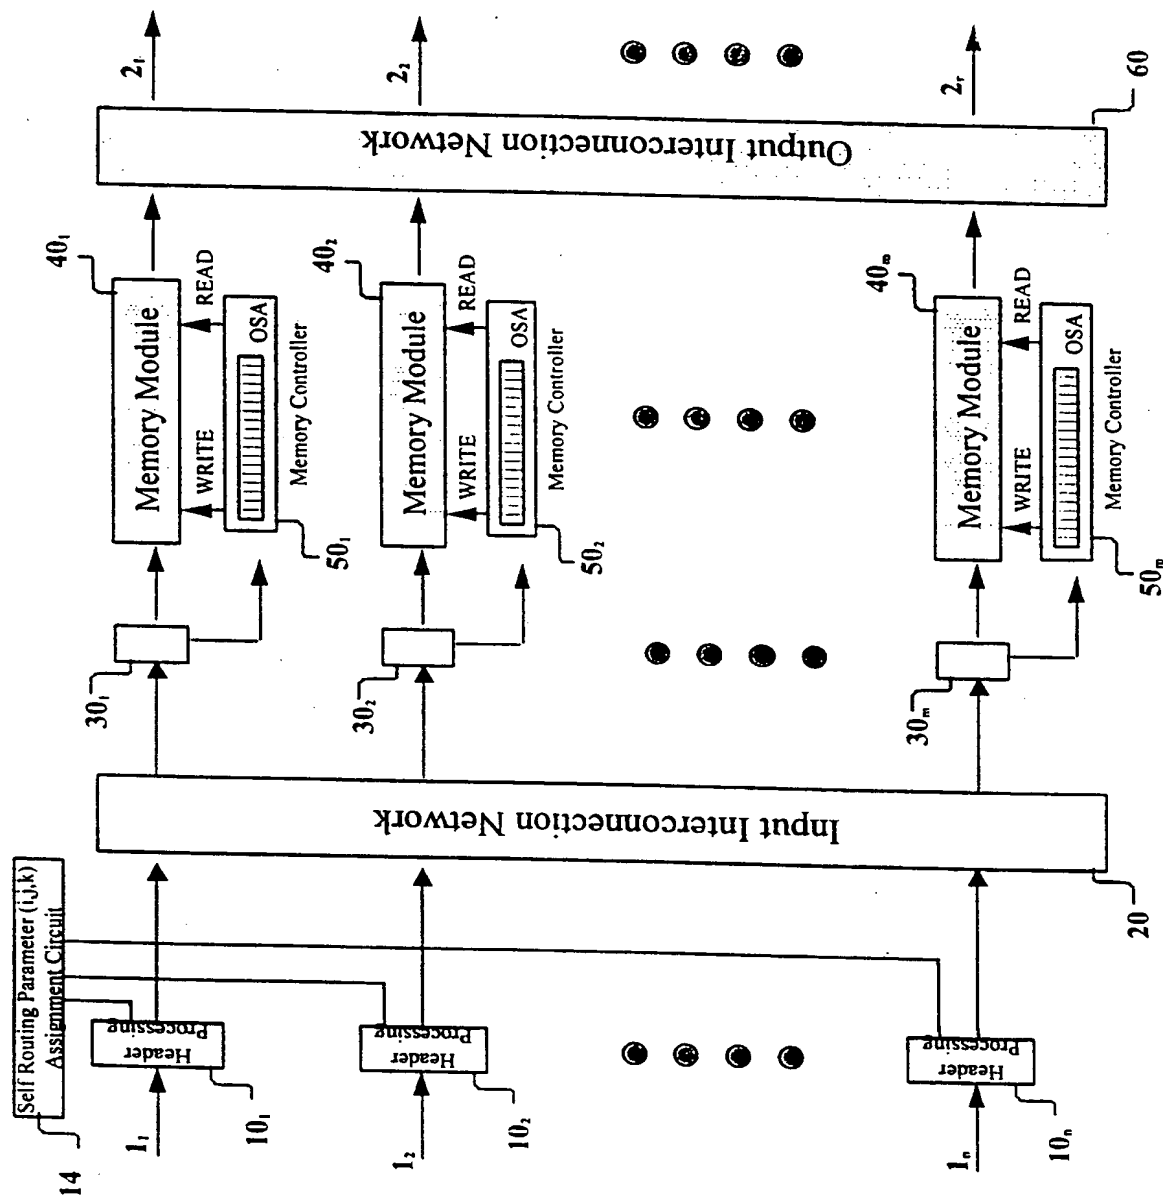 Self Routing Parameter (i,j,k)
Assignment Circuit
14
1₁
Header
Processing
10₁
1₂
Header
Processing
10₂
1ₙ
Header
Processing
10ₙ
Input Interconnection Network
20
30₁
30₂
30ₘ
Memory Module
40₁
WRITE
READ
OSA
Memory Controller
50₁
Memory Module
40₂
WRITE
READ
OSA
Memory Controller
50₂
Memory Module
40ₘ
WRITE
READ
OSA
Memory Controller
50ₘ
Output Interconnection Network
60
2₁
2₂
2ᵣ